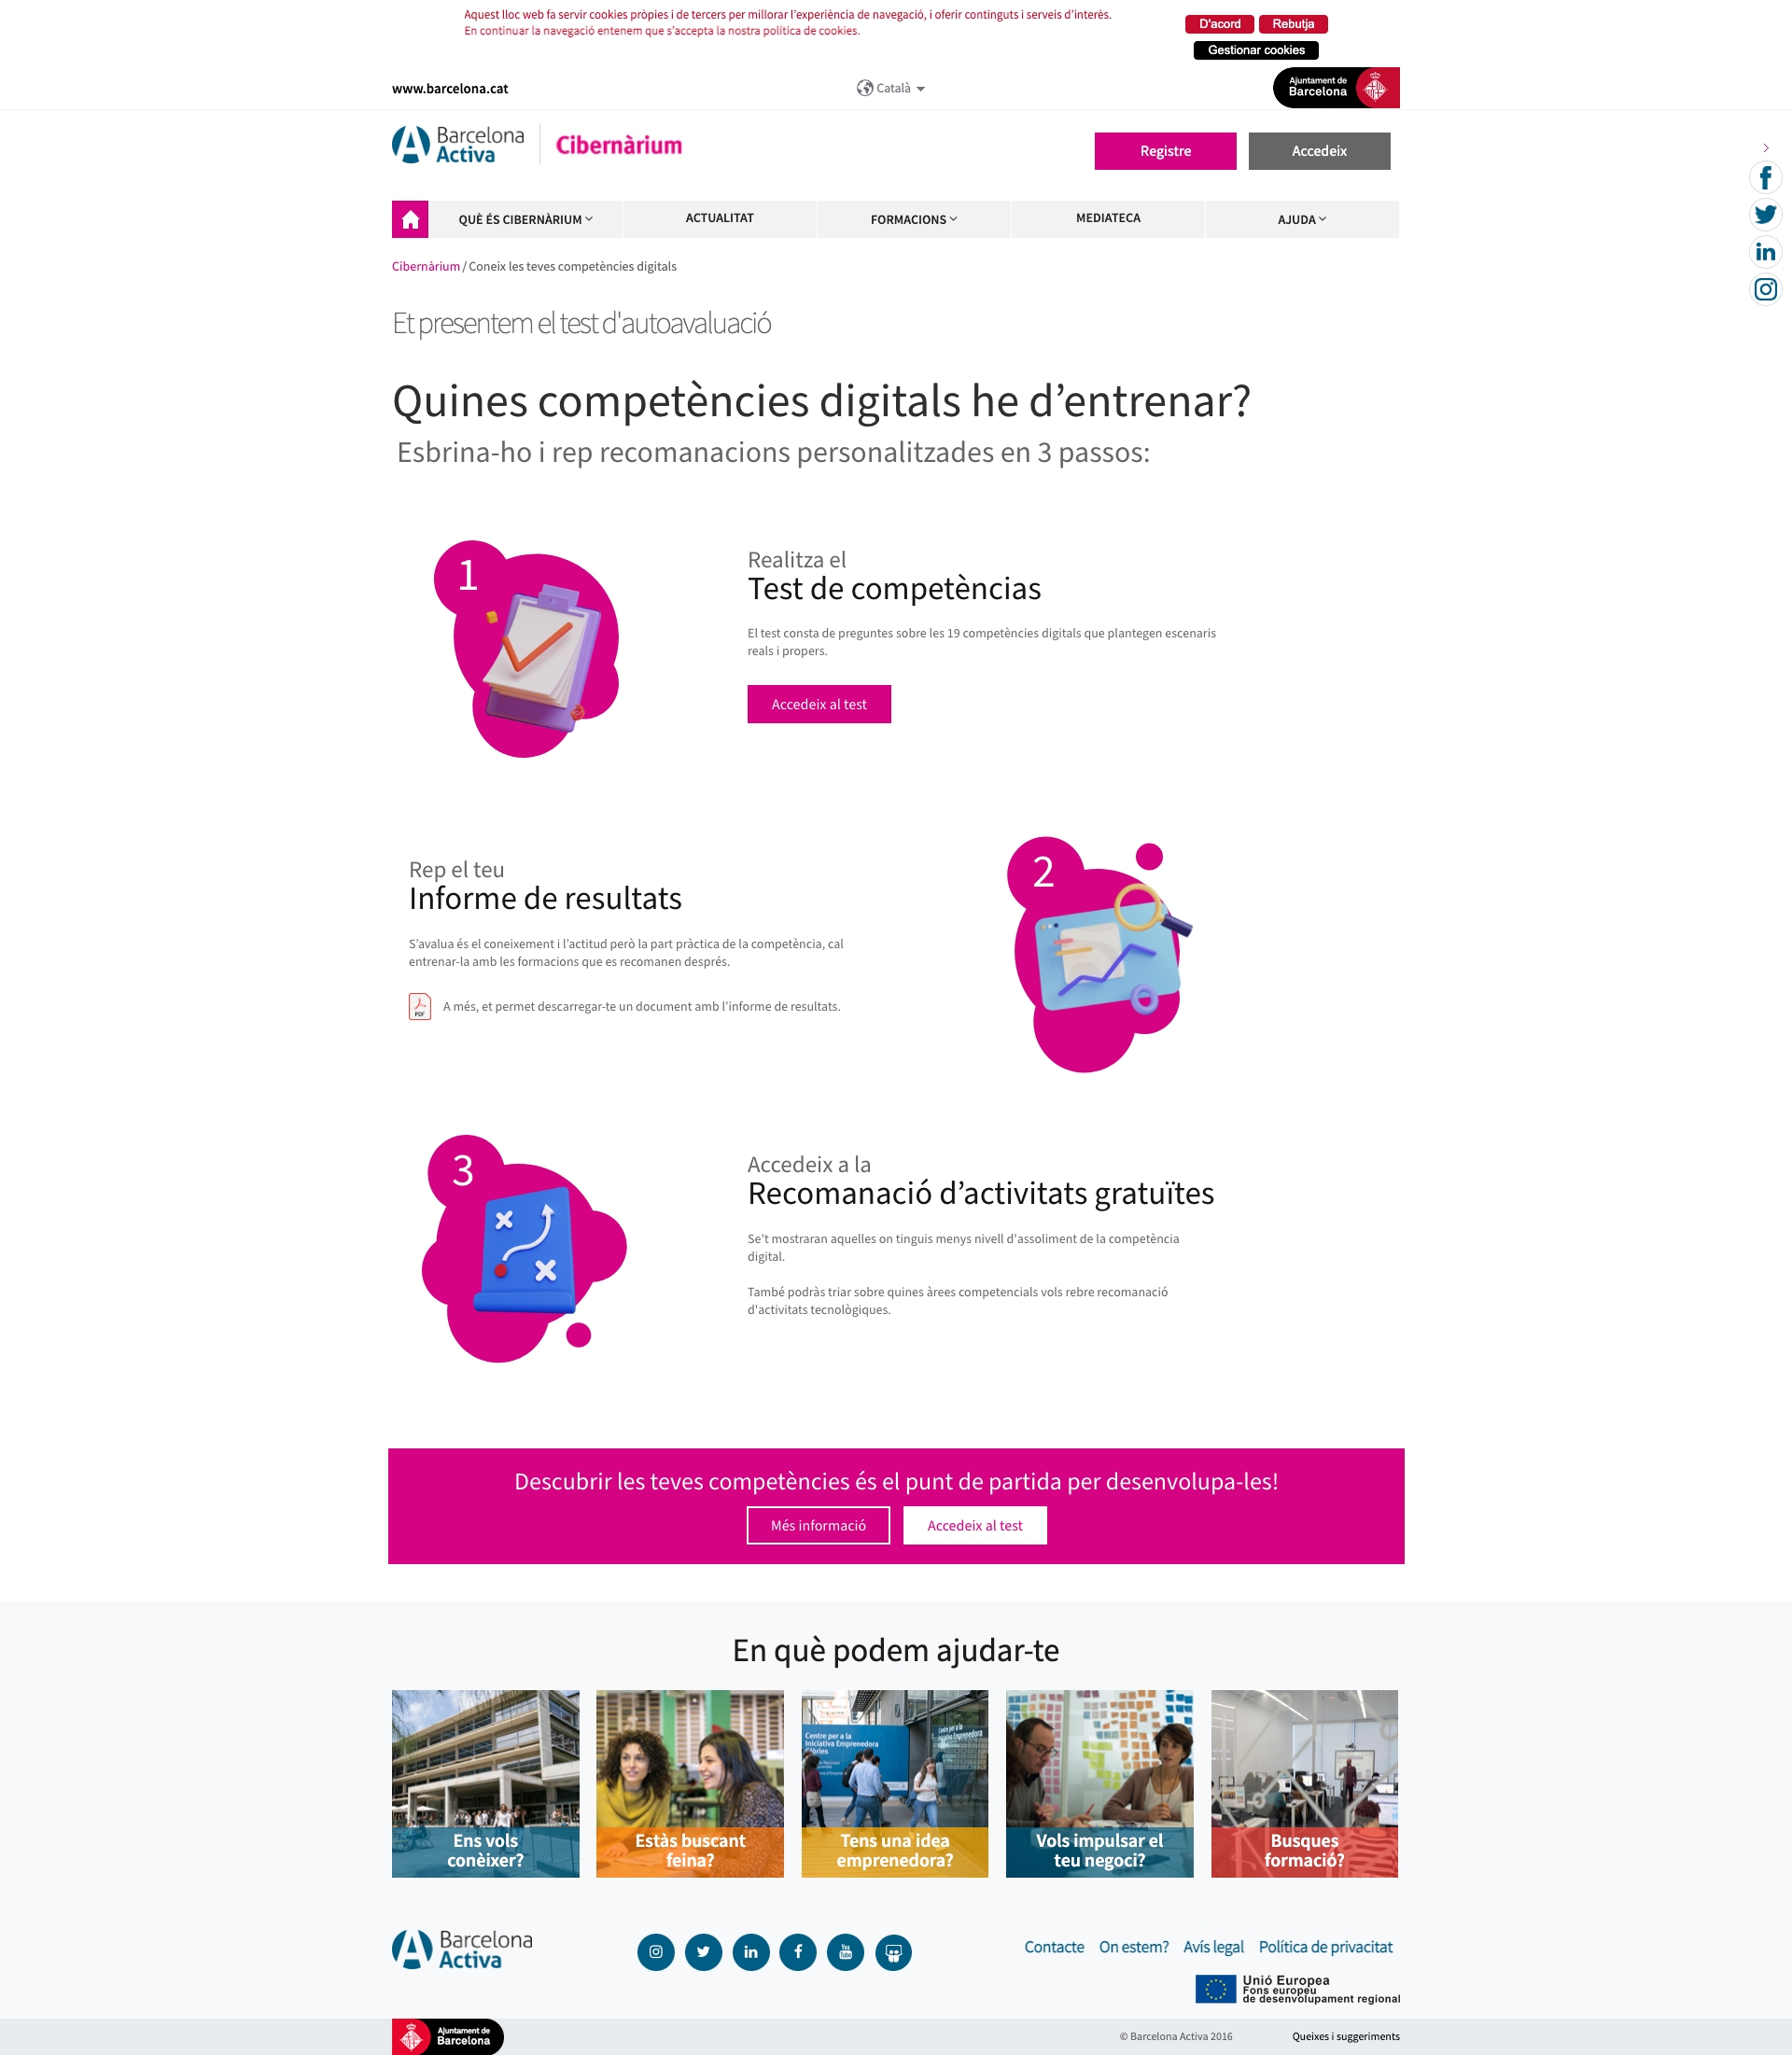 Aquest lloc web fa servir cookies pròpies i de tercers per millorar l’experiència de navegació, i oferir continguts i serveis d’interès.
En continuar la navegació entenem que s’accepta la nostra política de cookies.
D'acord
Rebutja
Gestionar cookies
www.barcelona.cat
Català
Ajuntament de
Barcelona
Barcelona
Activa
Cibernàrium
Registre
Accedeix
QUÈ ÉS CIBERNÀRIUM
ACTUALITAT
FORMACIONS
MEDIATECA
AJUDA
Cibernàrium / Coneix les teves competències digitals
Et presentem el test d'autoavaluació
Quines competències digitals he d’entrenar?
Esbrina-ho i rep recomanacions personalitzades en 3 passos:
1
Realitza el
Test de competències
El test consta de preguntes sobre les 19 competències digitals que plantegen escenaris
reals i propers.
Accedeix al test
Rep el teu
Informe de resultats
S’avalua és el coneixement i l’actitud però la part pràctica de la competència, cal
entrenar-la amb les formacions que es recomanen després.
PDF
A més, et permet descarregar-te un document amb l’informe de resultats.
2
3
Accedeix a la
Recomanació d’activitats gratuïtes
Se't mostraran aquelles on tinguis menys nivell d'assoliment de la competència
digital.
També podràs triar sobre quines àrees competencials vols rebre recomanació
d'activitats tecnològiques.
Descubrir les teves competències és el punt de partida per desenvolupa-les!
Més informació
Accedeix al test
En què podem ajudar-te
Centre per a la
Iniciativa Emprenedora
Glòries
Ens vols
conèixer?
Estàs buscant
feina?
Tens una idea
emprenedora?
Vols impulsar el
teu negoci?
Busques
formació?
Barcelona
Activa
You
Tube
Contacte
On estem?
Avís legal
Política de privacitat
Unió Europea
Fons europeu
de desenvolupament regional
Ajuntament de
Barcelona
© Barcelona Activa 2016
Queixes i suggeriments